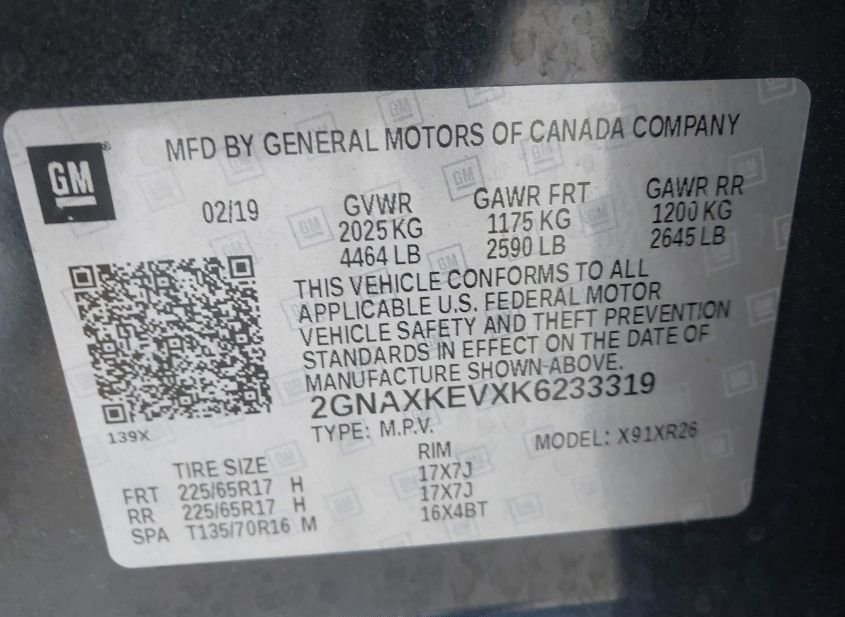 MFD BY GENERAL MOTORS OF CANADA COMPANY
GM
02/19
GVWR
2025 KG
4464 LB
GAWR FRT
1175 KG
2590 LB
GAWR RR
1200 KG
2645 LB
THIS VEHICLE CONFORMS TO ALL
APPLICABLE U.S. FEDERAL MOTOR
VEHICLE SAFETY AND THEFT PREVENTION
STANDARDS IN EFFECT ON THE DATE OF
MANUFACTURE SHOWN ABOVE.
2GNAXKEVXK6233319
139X
TYPE: M.P.V.
MODEL: X91XR26
TIRE SIZE
RIM
FRT 225/65R17 H 17X7J
RR 225/65R17 H 17X7J
SPA T135/70R16 M 16X4BT